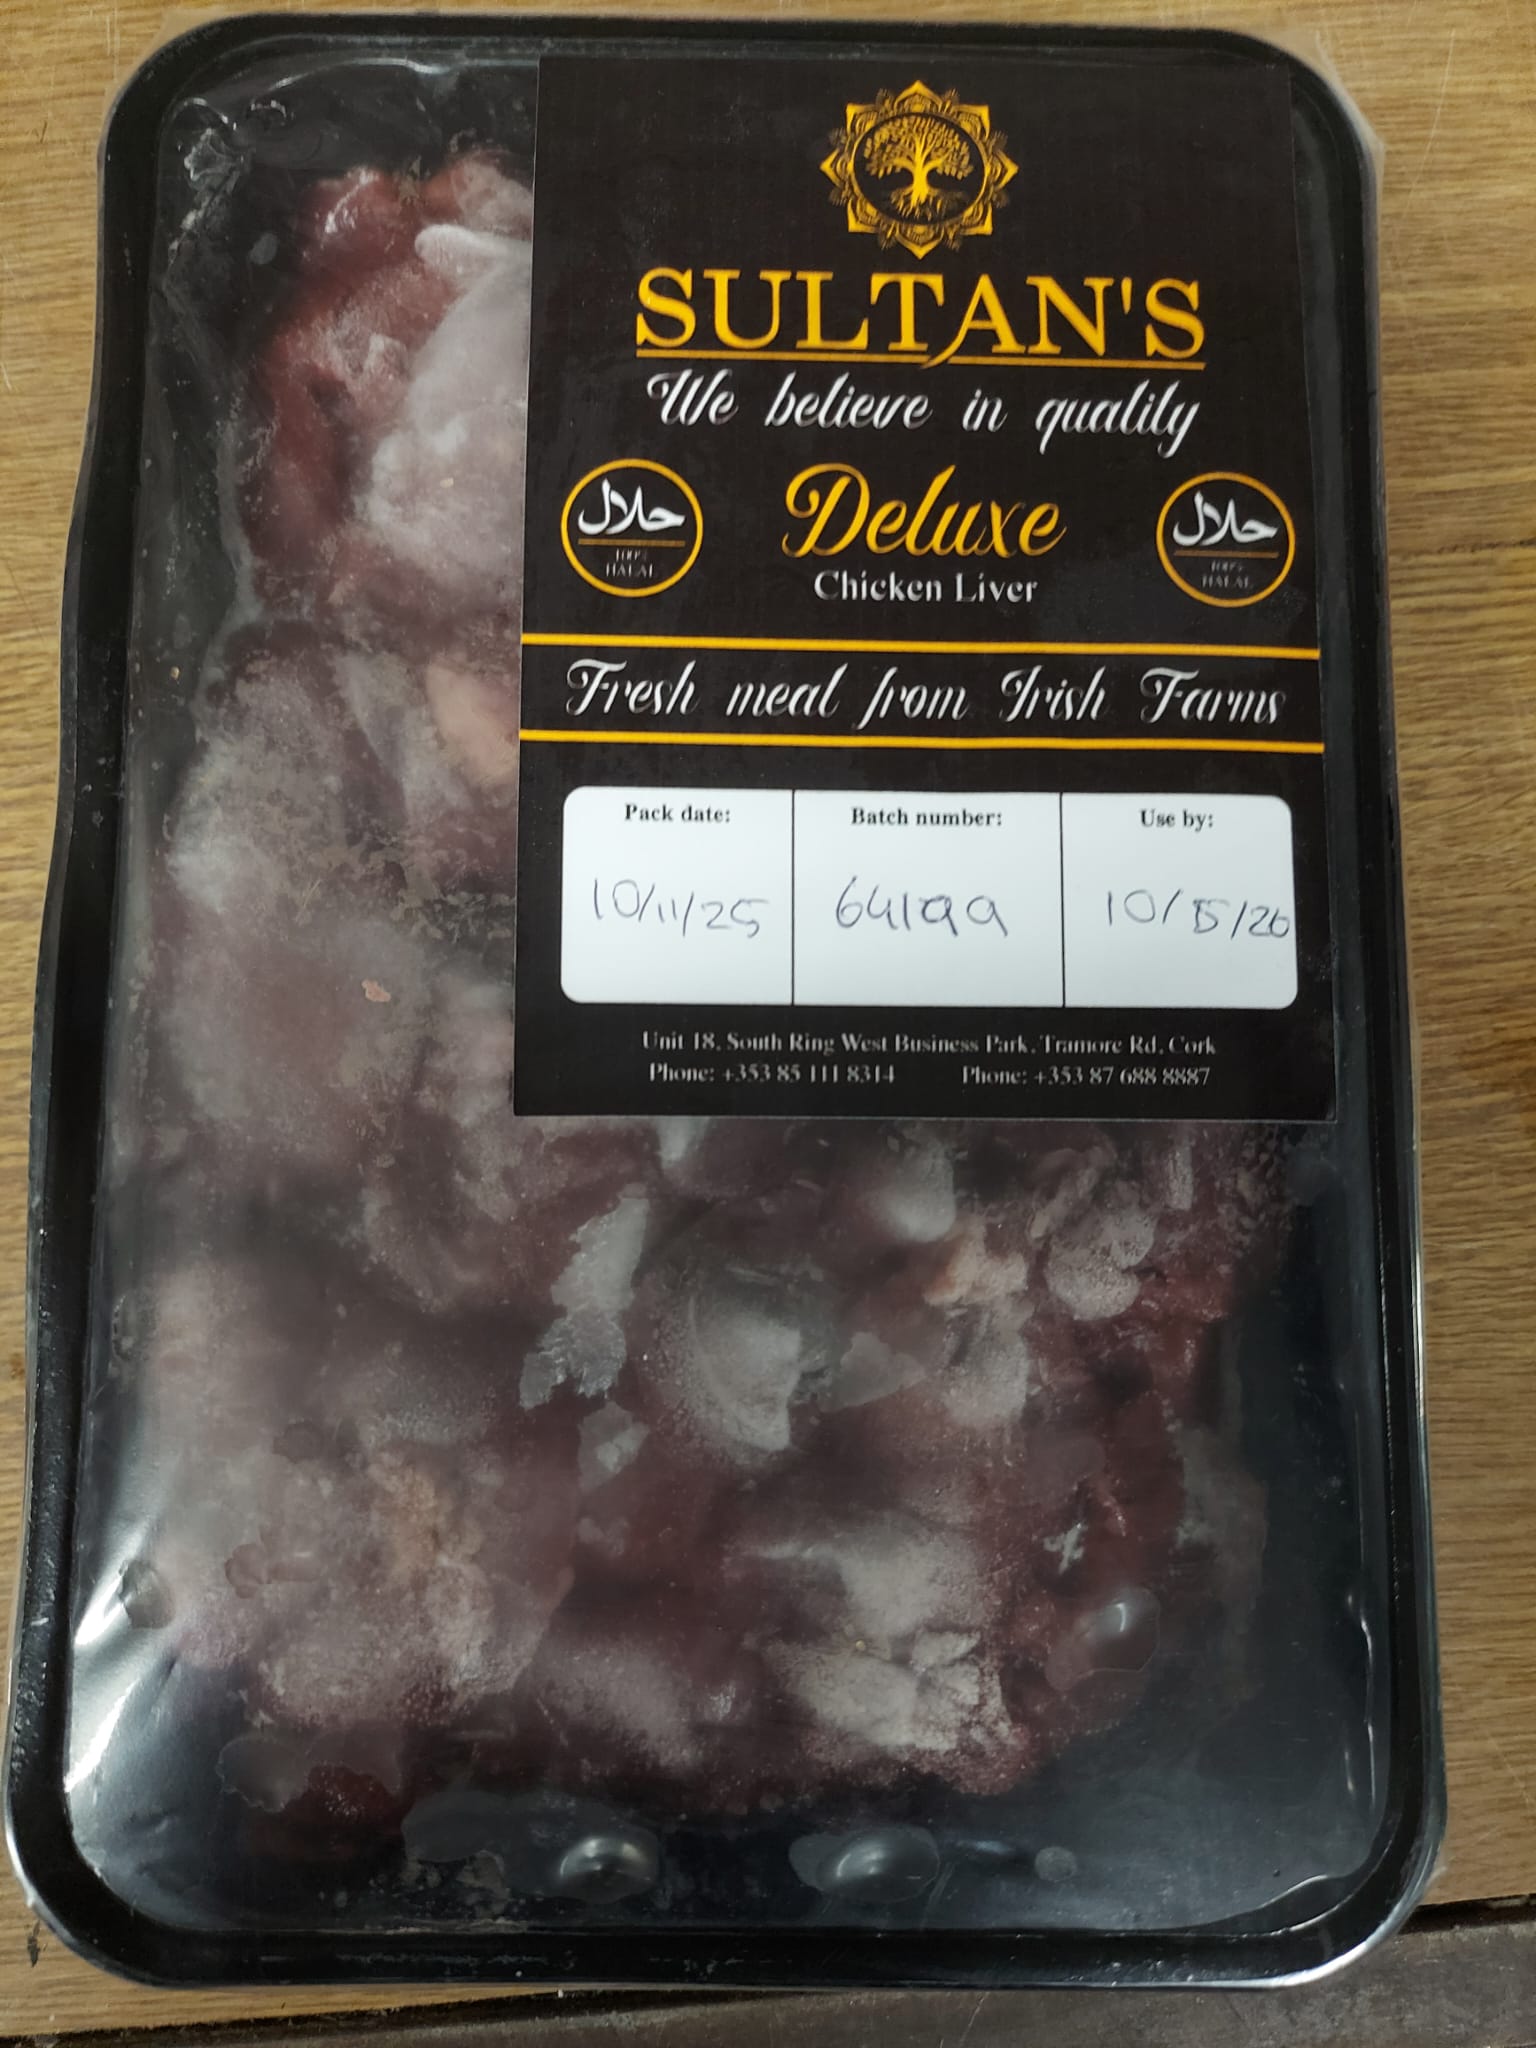 SULTAN'S
We believe in quality
حلال
100%
HALAL
Deluxe
Chicken Liver
حلال
100%
HALAL
Fresh meat from Irish Farms
Pack date: Batch number: Use by:
10/11/25 64199 10/5/26
Unit 18, South Ring West Business Park, Tramore Rd, Cork
Phone: +353 85 111 8314 Phone: +353 87 688 8887